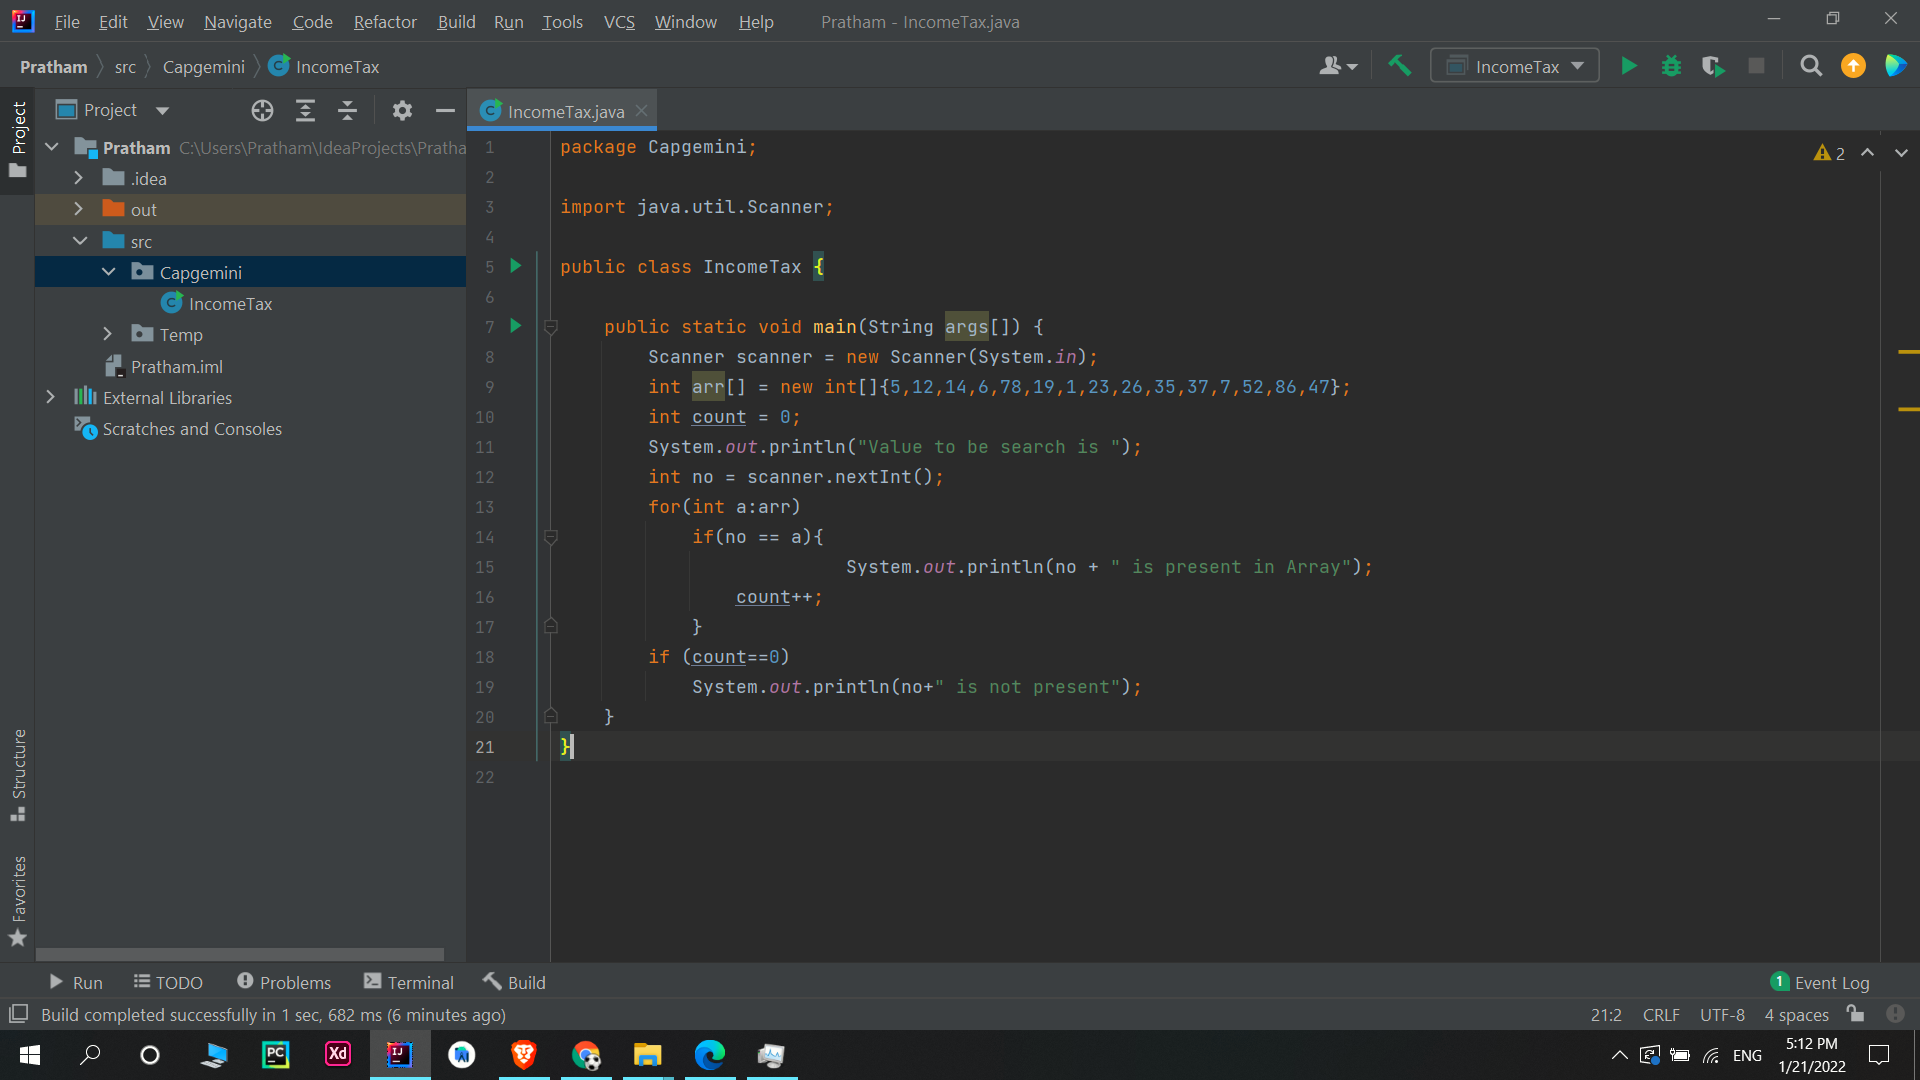 File Edit View Navigate Code Refactor Build Run Tools VCS Window Help Pratham - IncomeTax.java
Pratham src Capgemini IncomeTax IncomeTax
Project
Project
IncomeTax.java
Pratham C:\Users\Pratham\IdeaProjects\Pratha
.idea
out
src
Capgemini
IncomeTax
Temp
Pratham.iml
External Libraries
Scratches and Consoles
Structure
Favorites
2
1 package Capgemini;
2
3 import java.util.Scanner;
4
5 public class IncomeTax {
6
7 public static void main(String args[]) {
8 Scanner scanner = new Scanner(System.in);
9 int arr[] = new int[]{5,12,14,6,78,19,1,23,26,35,37,7,52,86,47};
10 int count = 0;
11 System.out.println("Value to be search is ");
12 int no = scanner.nextInt();
13 for(int a:arr)
14 if(no == a){
15 System.out.println(no + " is present in Array");
16 count++;
17 }
18 if (count==0)
19 System.out.println(no+" is not present");
20 }
21 }
22
Run TODO Problems Terminal Build 1 Event Log
Build completed successfully in 1 sec, 682 ms (6 minutes ago) 21:2 CRLF UTF-8 4 spaces
PC Xd IJ ENG 5:12 PM
1/21/2022